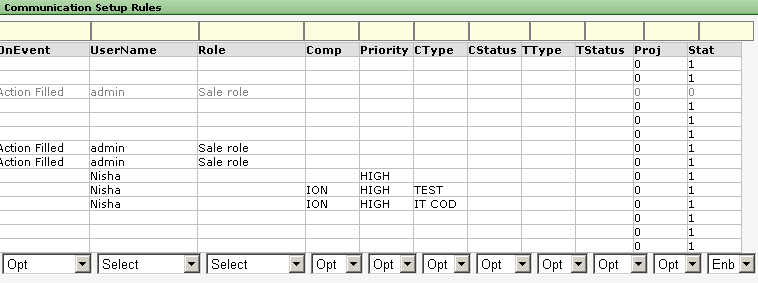 Communication Setup Rules
OnEvent UserName Role Comp Priority CType CStatus TType TStatus Proj Stat
0 1
0 1
Action Filled admin Sale role 0 0
0 1
0 1
0 1
Action Filled admin Sale role 0 1
Action Filled admin Sale role 0 1
Nisha HIGH 0 1
Nisha ION HIGH TEST 0 1
Nisha ION HIGH IT COD 0 1
0 1
0 1
0 1
Opt Select Select Opt Opt Opt Opt Opt Opt Opt Enb